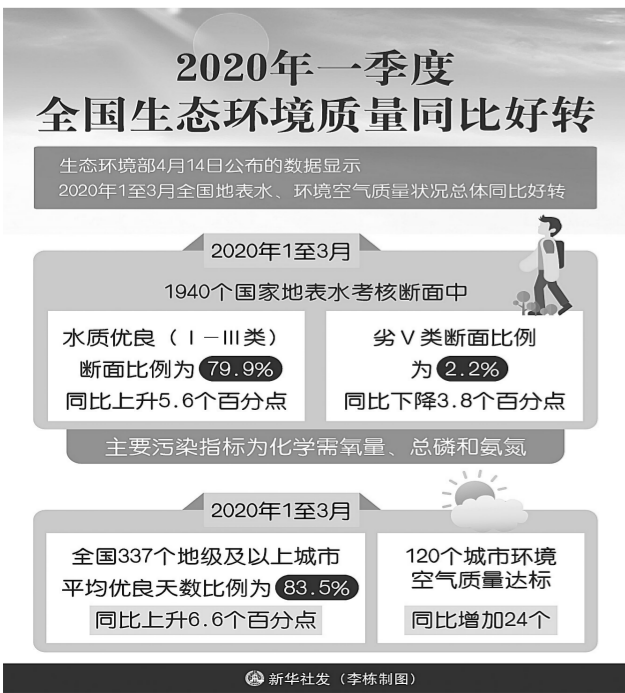 2020年一季度
全国生态环境质量同比好转
生态环境部4月14日公布的数据显示
2020年1至3月全国地表水、环境空气质量状况总体同比好转
2020年1至3月
1940个国家地表水考核断面中
水质优良（Ⅰ-Ⅲ类）
断面比例为79.9%
同比上升5.6个百分点
劣Ⅴ类断面比例
为2.2%
同比下降3.8个百分点
主要污染指标为化学需氧量、总磷和氨氮
2020年1至3月
全国337个地级及以上城市
平均优良天数比例为83.5%
同比上升6.6个百分点
120个城市环境
空气质量达标
同比增加24个
新华社发（李栋制图）